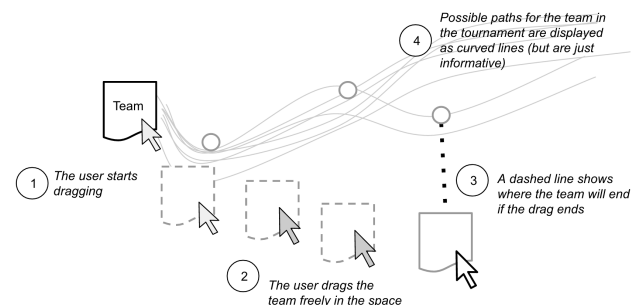 4
Possible paths for the team in
the tournament are displayed
as curved lines (but are just
informative)
Team
1
The user starts
dragging
3
A dashed line shows
where the team will end
if the drag ends
2
The user drags the
team freely in the space